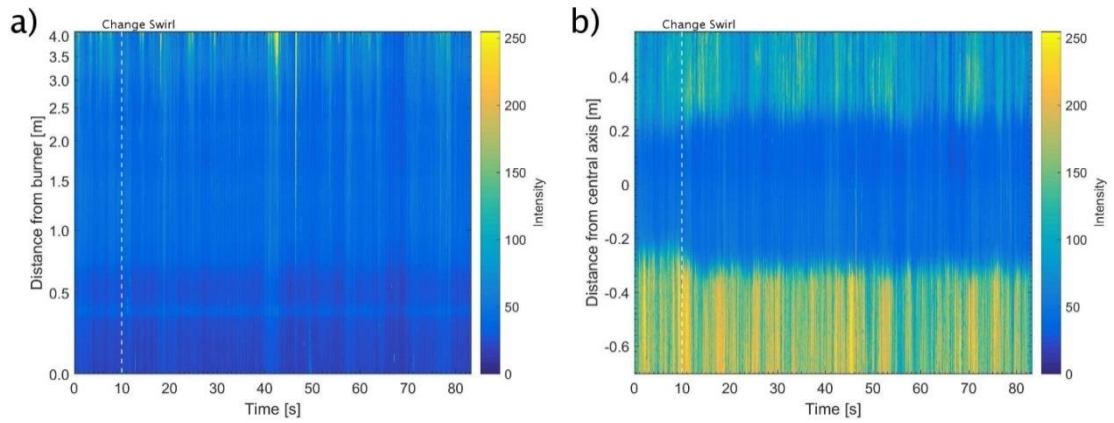 a)
Change Swirl
4.0
3.5
3.0
2.5
2.0
1.5
1.0
0.5
0.0
Distance from burner [m]
0 10 20 30 40 50 60 70 80
Time [s]
250
200
150
100
50
0
Intensity
b)
Change Swirl
0.4
0.2
0
-0.2
-0.4
-0.6
Distance from central axis [m]
0 10 20 30 40 50 60 70 80
Time [s]
250
200
150
100
50
0
Intensity